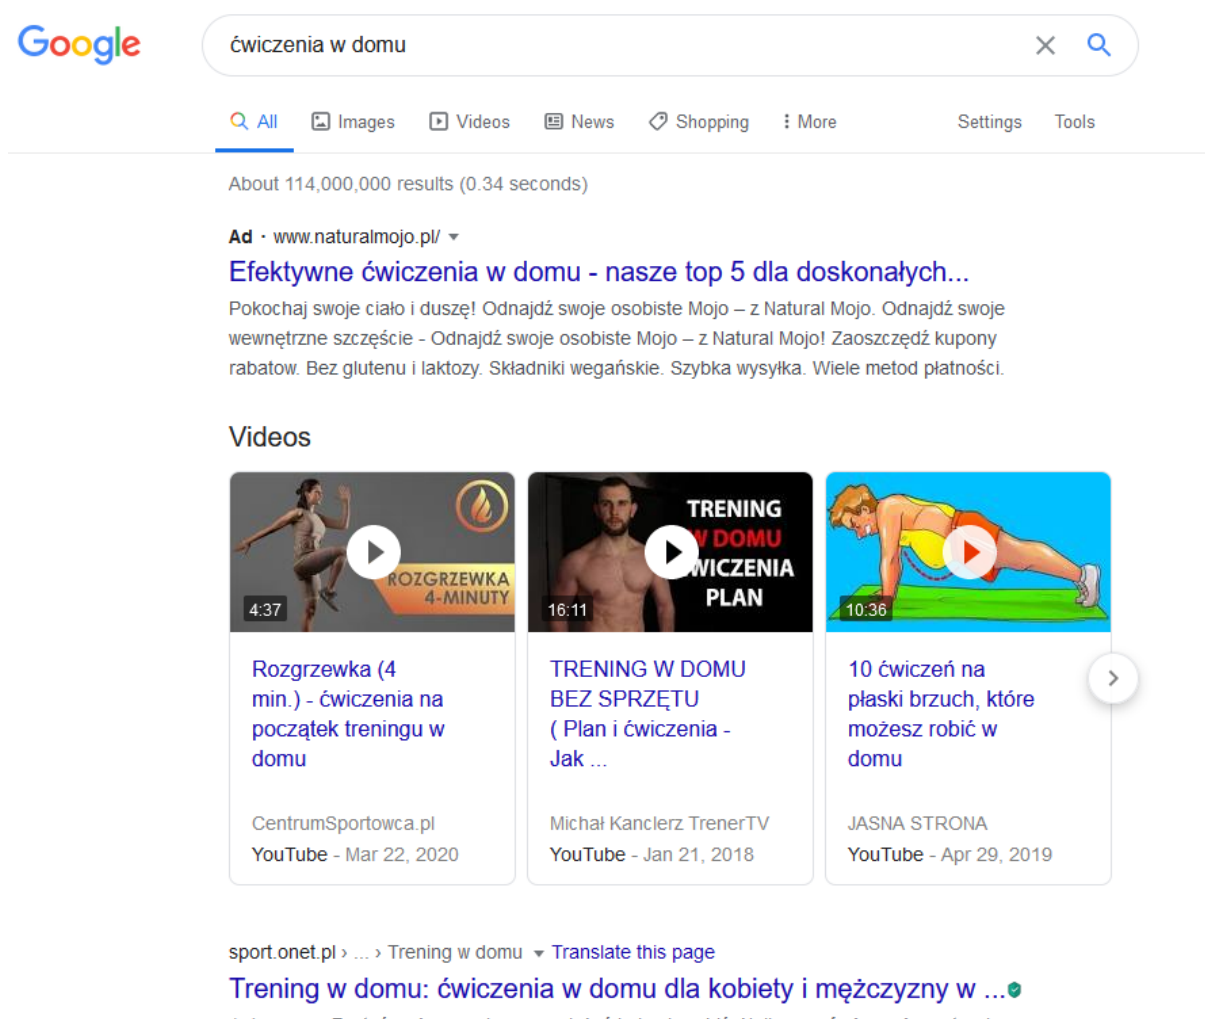 Google
ćwiczenia w domu
All Images Videos News Shopping More Settings Tools
About 114,000,000 results (0.34 seconds)
Ad · www.naturalmojo.pl/
Efektywne ćwiczenia w domu - nasze top 5 dla doskonałych...
Pokochaj swoje ciało i duszę! Odnajdź swoje osobiste Mojo – z Natural Mojo. Odnajdź swoje
wewnętrzne szczęście - Odnajdź swoje osobiste Mojo – z Natural Mojo! Zaoszczędź kupony
rabatow. Bez glutenu i laktozy. Składniki wegańskie. Szybka wysyłka. Wiele metod płatności.
Videos
ROZGRZEWKA
4-MINUTY
4:37
Rozgrzewka (4
min.) - ćwiczenia na
początek treningu w
domu
CentrumSportowca.pl
YouTube - Mar 22, 2020
TRENING
W DOMU
WICZENIA
PLAN
16:11
TRENING W DOMU
BEZ SPRZĘTU
( Plan i ćwiczenia -
Jak ...
Michał Kanclerz TrenerTV
YouTube - Jan 21, 2018
10:36
10 ćwiczeń na
płaski brzuch, które
możesz robić w
domu
JASNA STRONA
YouTube - Apr 29, 2019
sport.onet.pl › ... › Trening w domu Translate this page
Trening w domu: ćwiczenia w domu dla kobiety i mężczyzny w ...